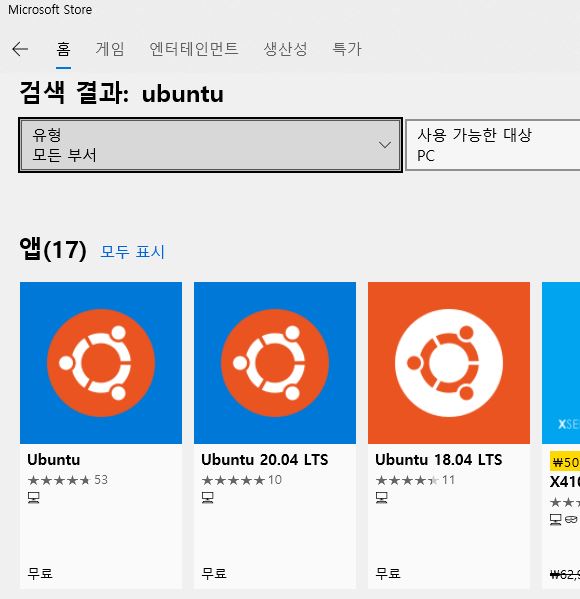 Microsoft Store
홈 게임 엔터테인먼트 생산성 특가
검색 결과: ubuntu
유형
모든 부서
사용 가능한 대상
PC
앱(17) 모두 표시
Ubuntu
53
무료
Ubuntu 20.04 LTS
10
무료
Ubuntu 18.04 LTS
11
무료
XSE
₩50
X410
₩62,9